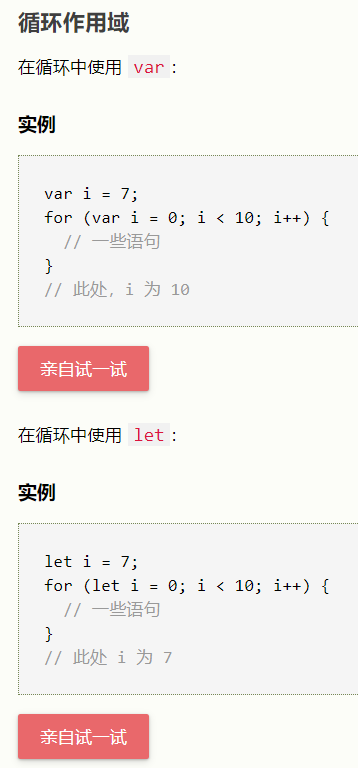 循环作用域
在循环中使用 var：
实例
var i = 7;
for (var i = 0; i < 10; i++) {
  // 一些语句
}
// 此处，i 为 10
亲自试一试
在循环中使用 let：
实例
let i = 7;
for (let i = 0; i < 10; i++) {
  // 一些语句
}
// 此处 i 为 7
亲自试一试